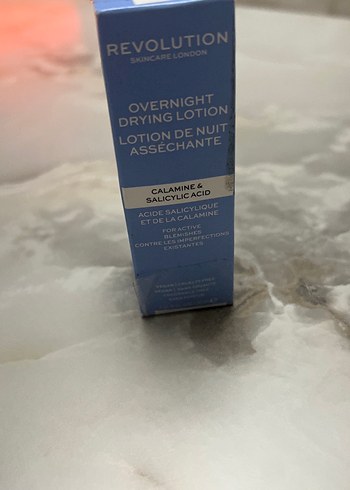 REVOLUTION
SKINCARE LONDON
OVERNIGHT
DRYING LOTION
LOTION DE NUIT
ASSÉCHANTE
CALAMINE &
SALICYLIC ACID
ACIDE SALICYLIQUE
ET DE LA CALAMINE
FOR ACTIVE
BLEMISHES
CONTRE LES IMPERFECTIONS
EXISTANTES